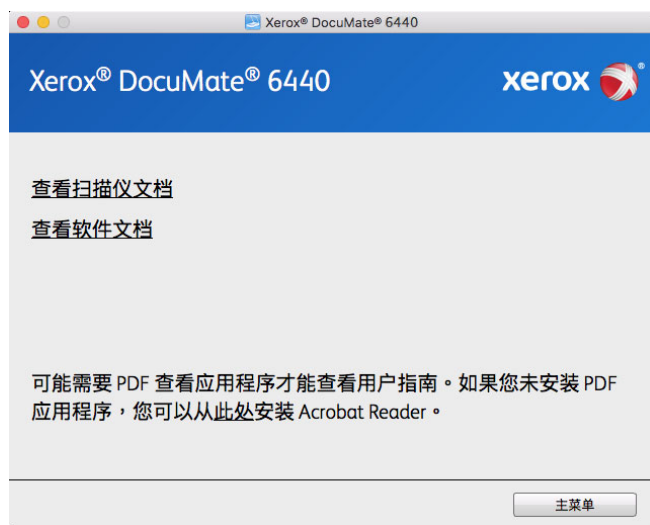 Xerox® DocuMate® 6440
Xerox® DocuMate® 6440
xerox®
查看扫描仪文档
查看软件文档
可能需要 PDF 查看应用程序才能查看用户指南。如果您未安装 PDF
应用程序，您可以从此处安装 Acrobat Reader。
主菜单